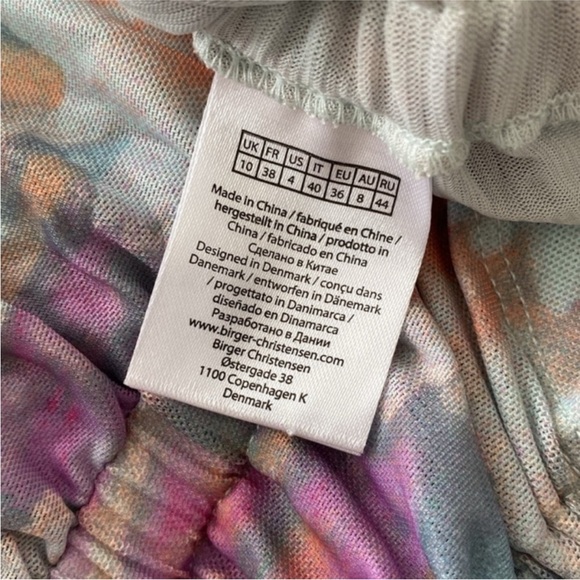 UK FR US IT EU AU RU
10 38 4 40 36 8 44
Made in China / fabriqué en Chine /
hergestellt in China / prodotto in
China / fabricado en China
Сделано в Китае
Designed in Denmark / conçu dans
Danemark / entworfen in Dänemark
/ progettato in Danimarca /
diseñado en Dinamarca
Разработано в Дании
www.birger-christensen.com
Birger Christensen
Østergade 38
1100 Copenhagen K
Denmark